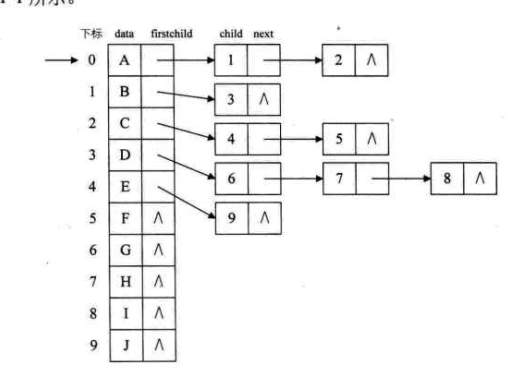 所示。
下标 data firstchild child next
0 A 1 2 ∧
1 B 3 ∧
2 C 4 5 ∧
3 D 6 7 8 ∧
4 E 9 ∧
5 F ∧
6 G ∧
7 H ∧
8 I ∧
9 J ∧